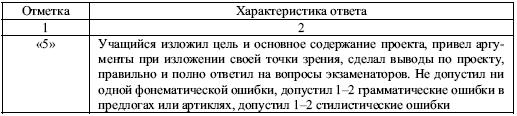 Отметка Характеристика ответа
1 2
«5» Учащийся изложил цель и основное содержание проекта, привел аргу-
менты при изложении своей точки зрения, сделал выводы по проекту,
правильно и полно ответил на вопросы экзаменаторов. Не допустил ни
одной фонематической ошибки, допустил 1–2 грамматические ошибки в
предлогах или артиклях, допустил 1–2 стилистические ошибки